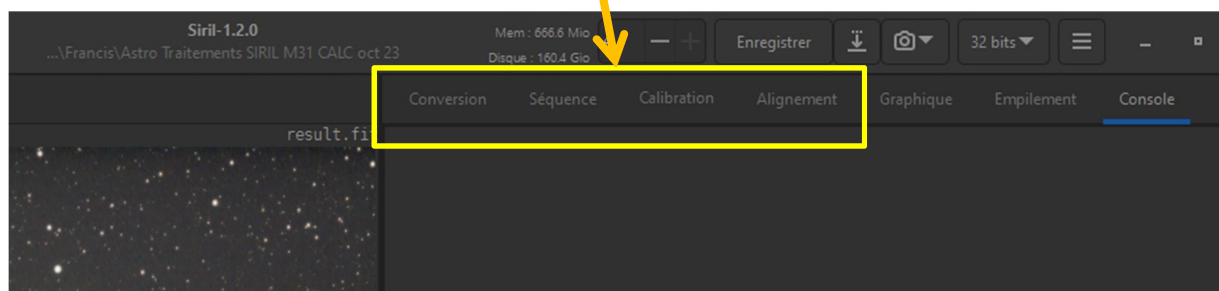 Siril-1.2.0
...\Francis\Astro Traitements SIRIL M31 CALC oct 23
Mem : 666.6 Mio
Disque : 160.4 Gio
Enregistrer
32 bits
Conversion Séquence Calibration Alignement Graphique Empilement Console
result.fit